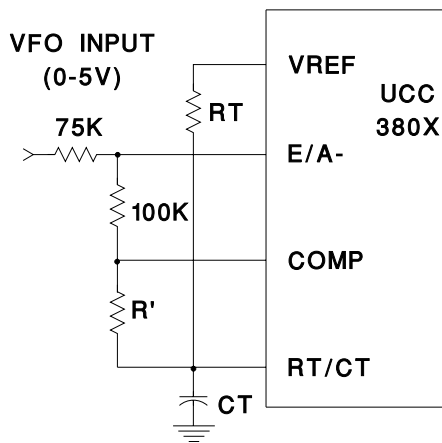 VFO INPUT
(0-5V)
VREF
UCC
380X
RT
75K
E/A-
100K
COMP
R'
RT/CT
CT